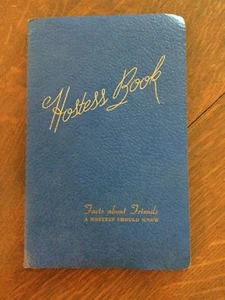 Hostess Book
Facts about Friends
A HOSTESS SHOULD KNOW